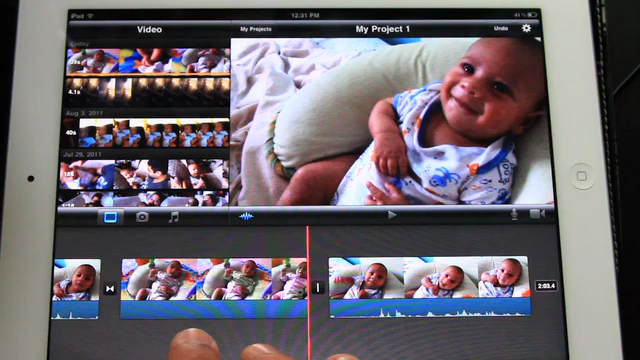 iPod
12:31 PM
41 %
Video
My Projects
My Project 1
Undo
Today
4.1s
Aug 3, 2011
40s
Jul 29, 2011
2:03.4